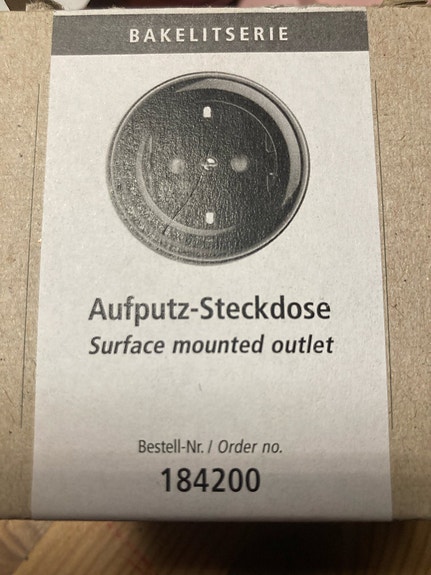 BAKELITSERIE
Aufputz-Steckdose
Surface mounted outlet
Bestell-Nr. / Order no.
184200